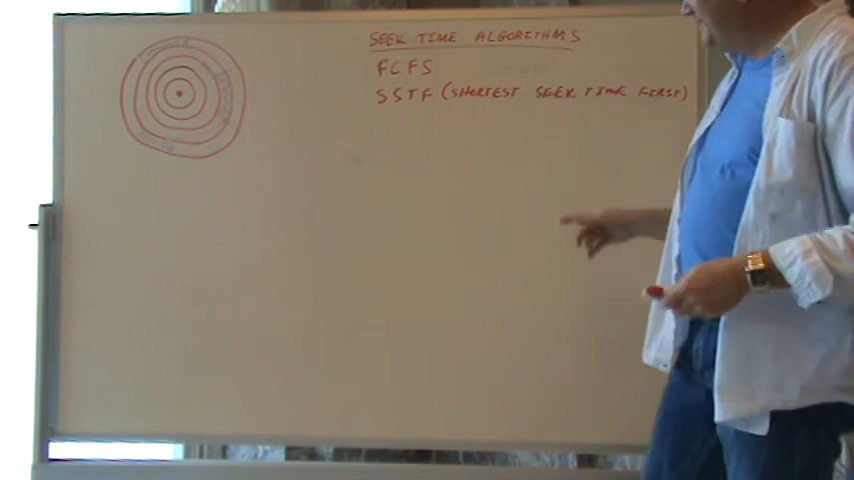 SEEK TIME ALGORITHMS
FCFS
SSTF (SHORTEST SEEK TIME FIRST)